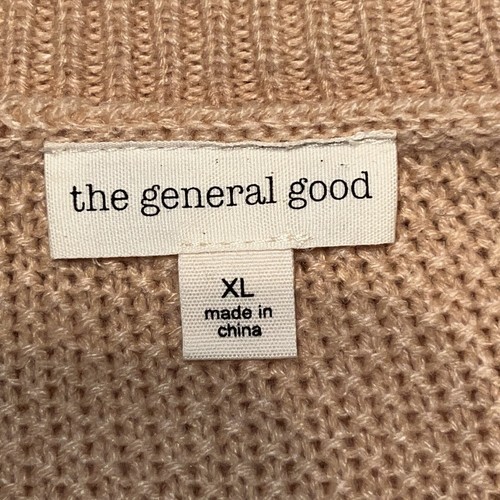 the general good
XL
made in
china